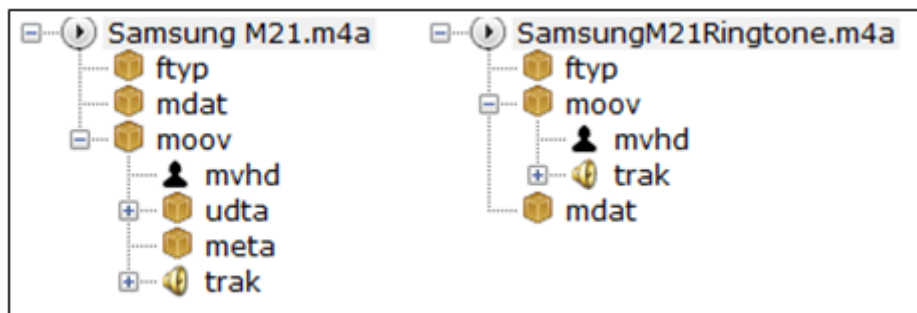 Samsung M21.m4a
ftyp
mdat
moov
mvhd
udta
meta
trak
SamsungM21Ringtone.m4a
ftyp
moov
mvhd
trak
mdat